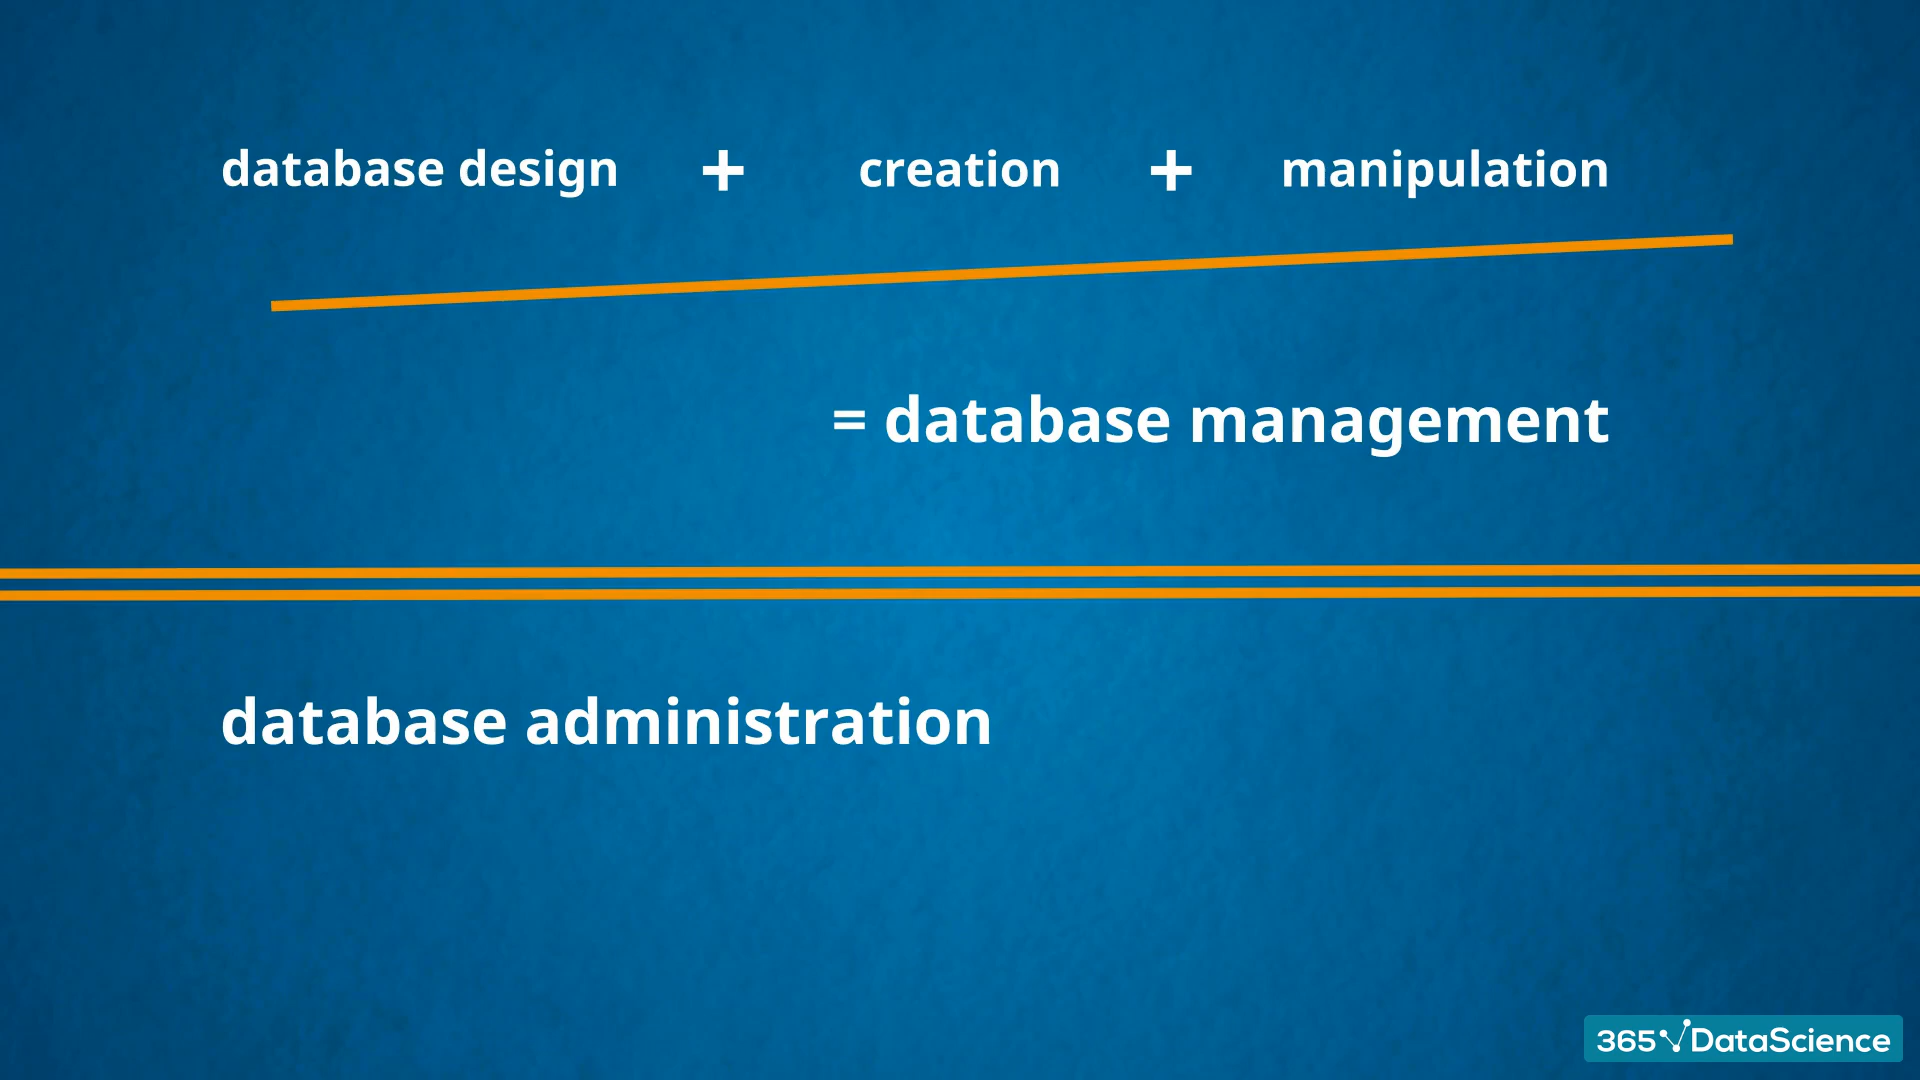 database design + creation + manipulation
= database management
database administration
365 DataScience